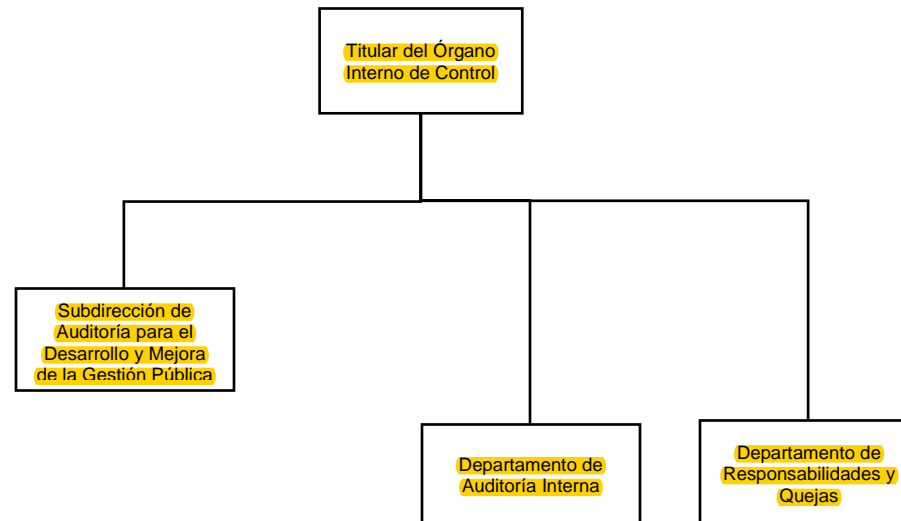 Titular del Órgano
Interno de Control
Subdirección de
Auditoría para el
Desarrollo y Mejora
de la Gestión Pública
Departamento de
Auditoría Interna
Departamento de
Responsabilidades y
Quejas